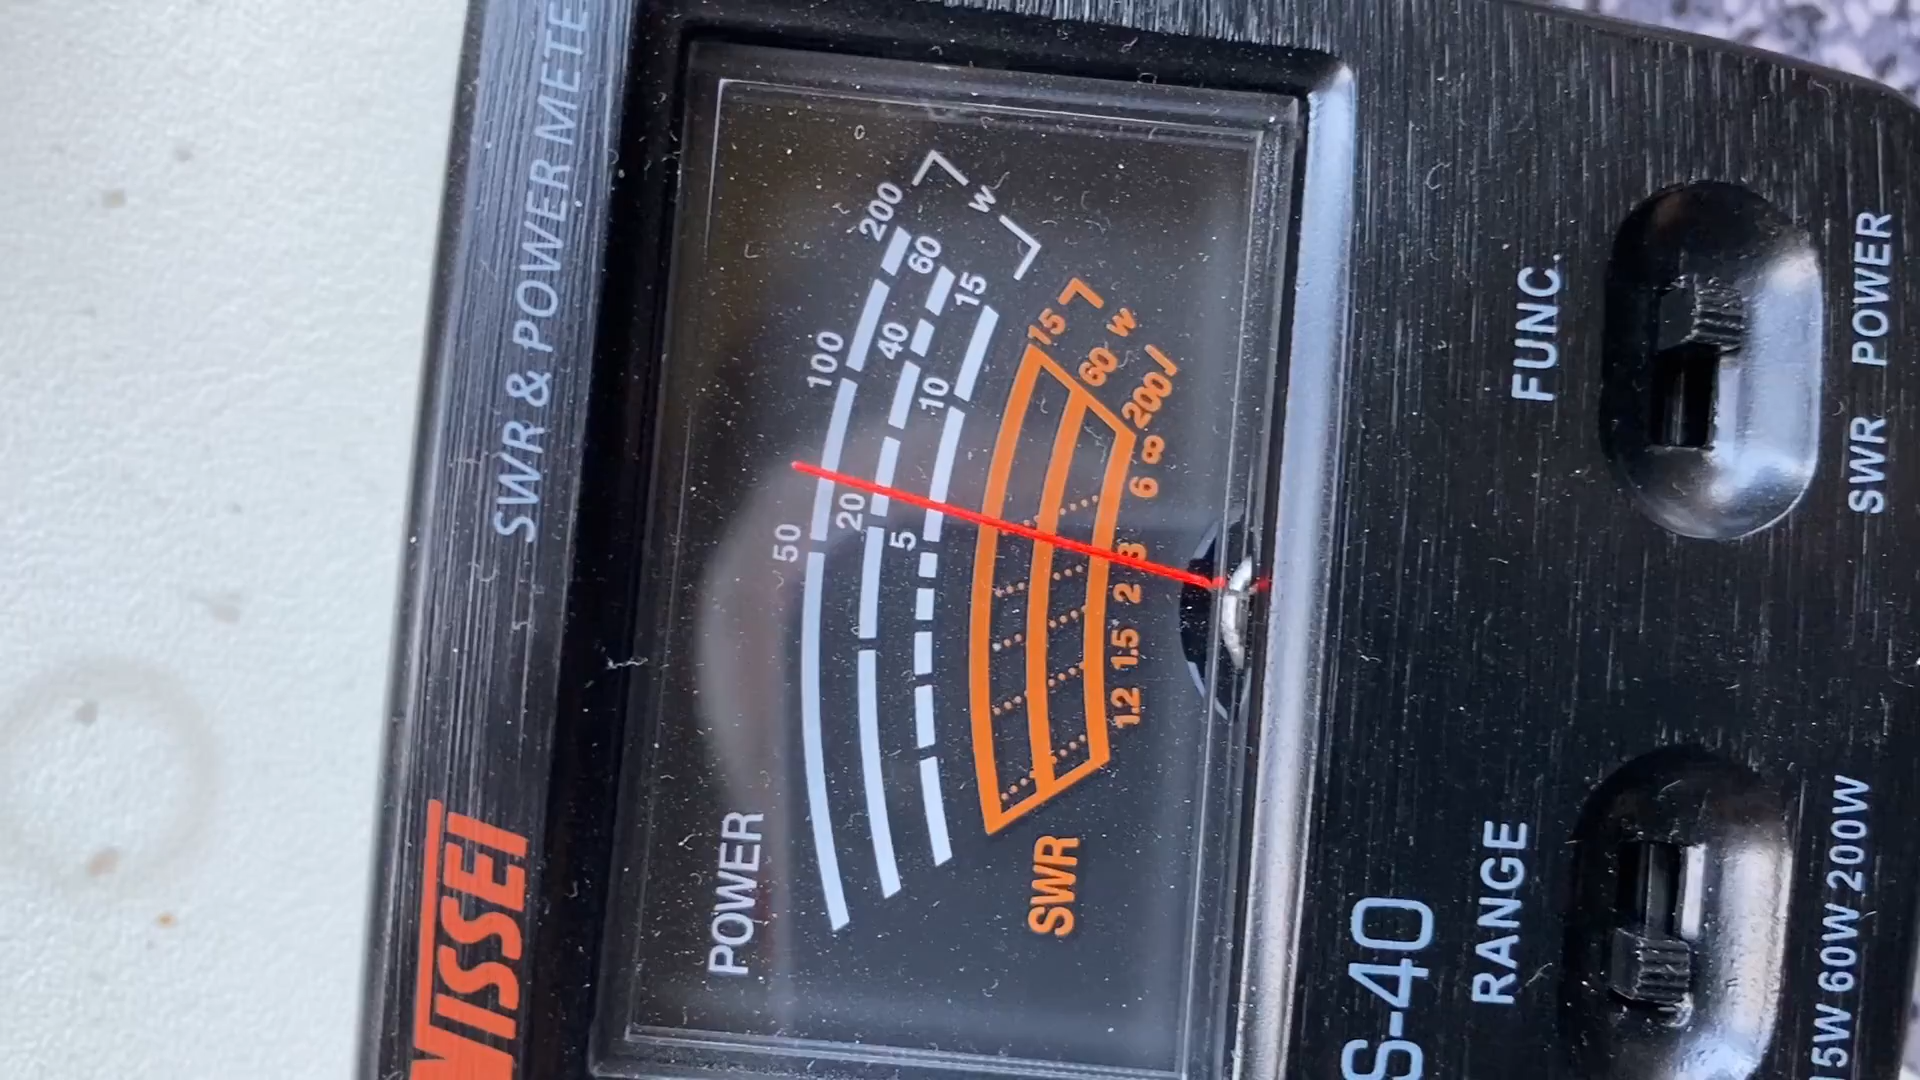 NISSEI
SWR & POWER METE
POWER
50 100 200
20 40 60
5 10 15
W
SWR
15
60 W
200
1.2 1.5 2 3 6 ∞
S-40
RANGE
15W 60W 200W
FUNC.
SWR POWER